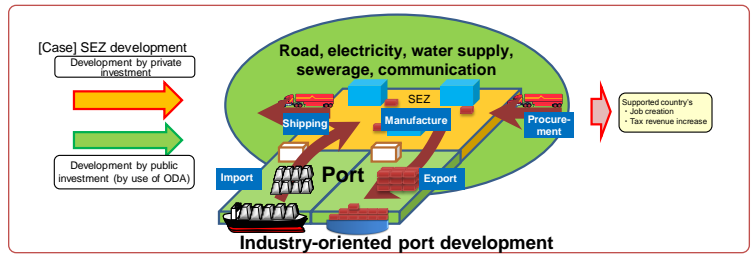 [Case] SEZ development
Development by private
investment
Development by public
investment (by use of ODA)
Road, electricity, water supply,
sewerage, communication
SEZ
Shipping
Manufacture
Procure-
ment
Import
Port
Export
Industry-oriented port development
Supported country's
・Job creation
・Tax revenue increase